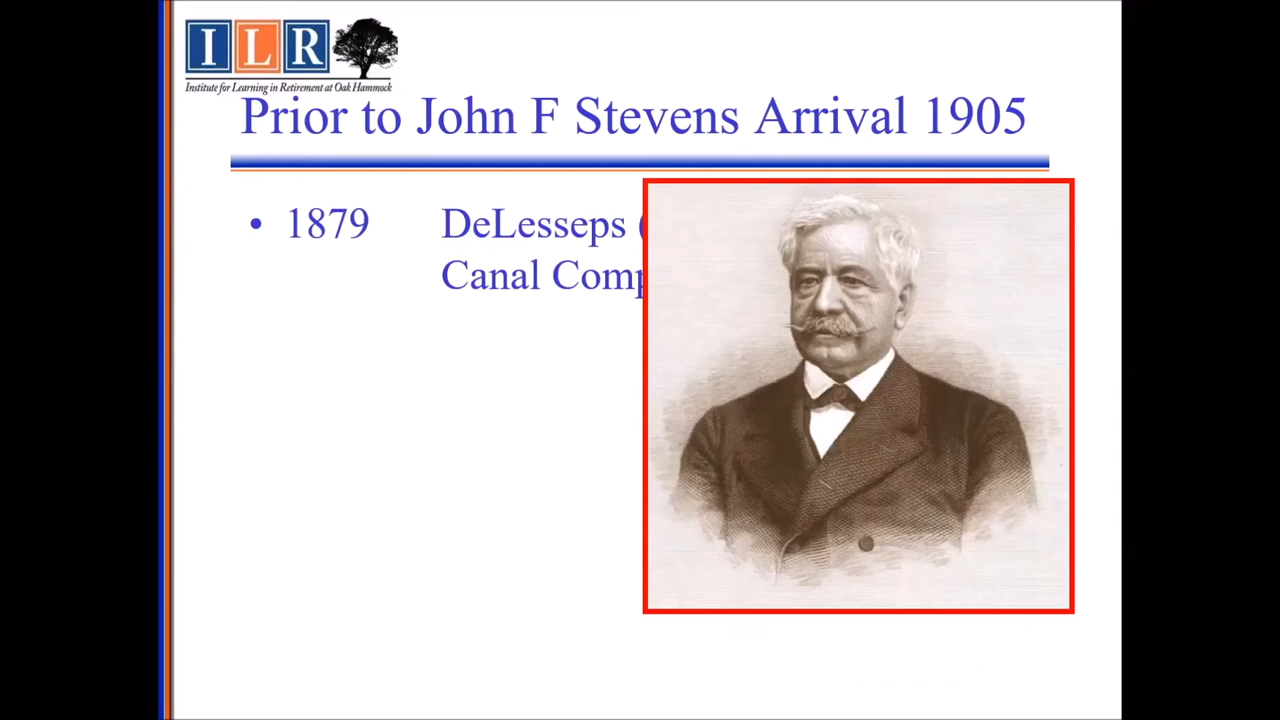 ILR
Institute for Learning in Retirement at Oak Hammock
Prior to John F Stevens Arrival 1905
• 1879 DeLesseps (
Canal Comp